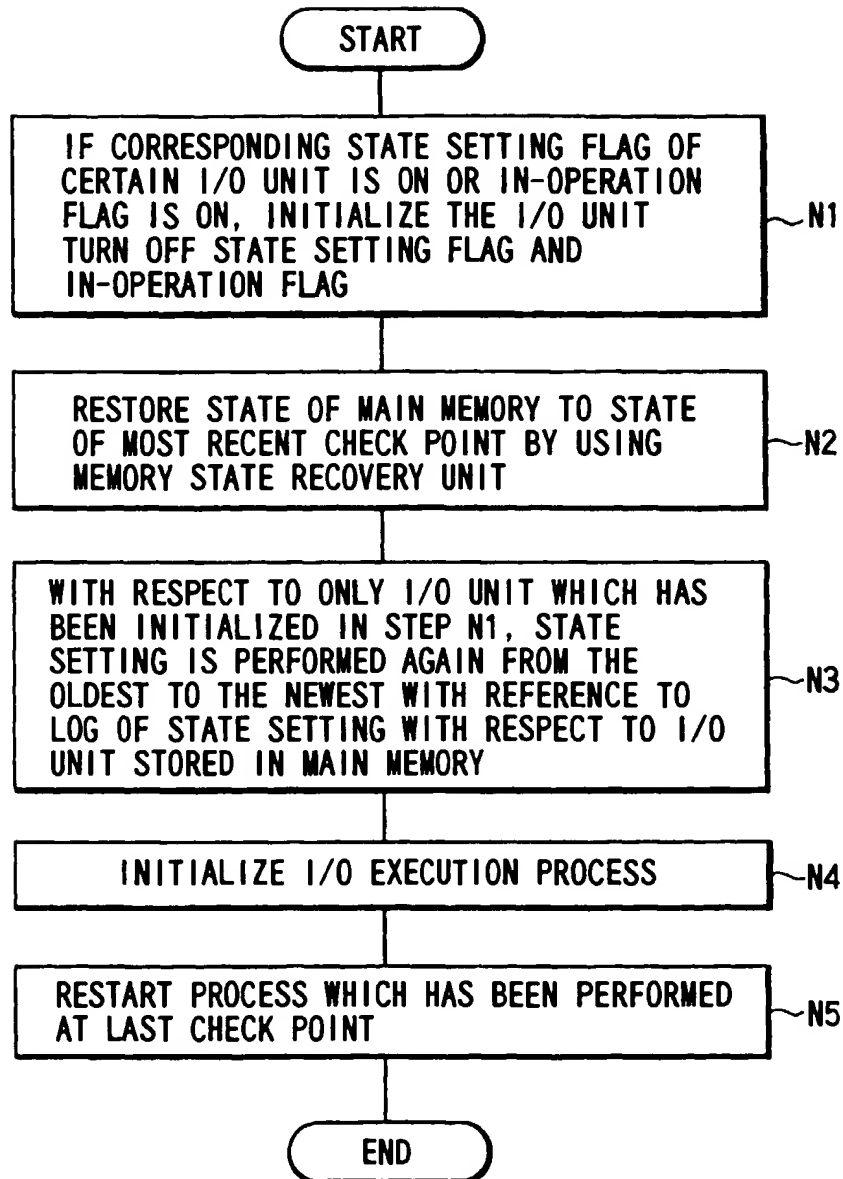 START
IF CORRESPONDING STATE SETTING FLAG OF
CERTAIN I/O UNIT IS ON OR IN-OPERATION
FLAG IS ON, INITIALIZE THE I/O UNIT
TURN OFF STATE SETTING FLAG AND
IN-OPERATION FLAG
N1
RESTORE STATE OF MAIN MEMORY TO STATE
OF MOST RECENT CHECK POINT BY USING
MEMORY STATE RECOVERY UNIT
N2
WITH RESPECT TO ONLY I/O UNIT WHICH HAS
BEEN INITIALIZED IN STEP N1, STATE
SETTING IS PERFORMED AGAIN FROM THE
OLDEST TO THE NEWEST WITH REFERENCE TO
LOG OF STATE SETTING WITH RESPECT TO I/O
UNIT STORED IN MAIN MEMORY
N3
INITIALIZE I/O EXECUTION PROCESS
N4
RESTART PROCESS WHICH HAS BEEN PERFORMED
AT LAST CHECK POINT
N5
END